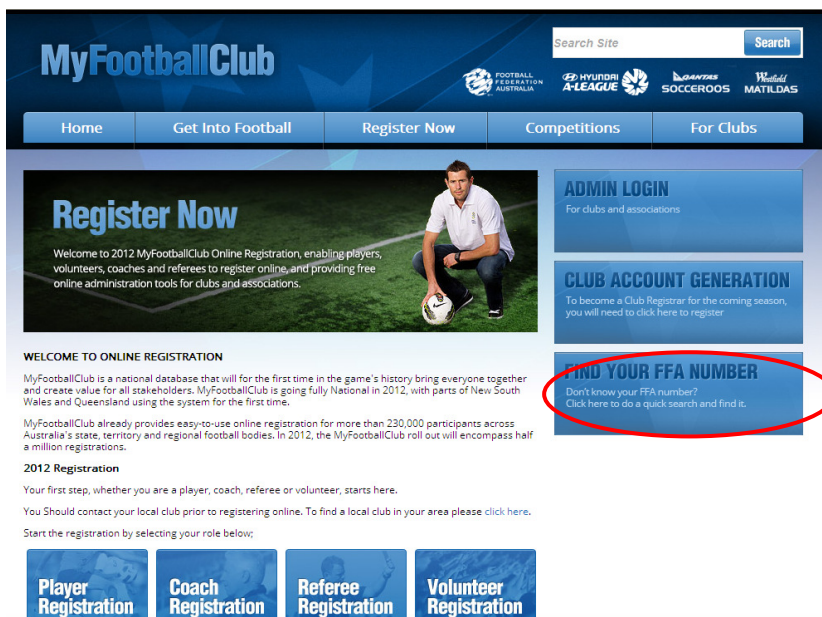 Search Site
Search
MyFootballClub
FOOTBALL
FEDERATION
AUSTRALIA
HYUNDAI
A-LEAGUE
QANTAS
SOCCEROOS
Westfield
MATILDAS
Home Get Into Football Register Now Competitions For Clubs
Register Now
Welcome to 2012 MyFootballClub Online Registration, enabling players,
volunteers, coaches and referees to register online, and providing free
online administration tools for clubs and associations.
ADMIN LOGIN
For clubs and associations
CLUB ACCOUNT GENERATION
To become a Club Registrar for the coming season,
you will need to click here to register
FIND YOUR FFA NUMBER
Don't know your FFA number?
Click here to do a quick search and find it.
WELCOME TO ONLINE REGISTRATION
MyFootballClub is a national database that will for the first time in the game's history bring everyone together
and create value for all stakeholders. MyFootballClub is going fully National in 2012, with parts of New South
Wales and Queensland using the system for the first time.
MyFootballClub already provides easy-to-use online registration for more than 230,000 participants across
Australia's state, territory and regional football bodies. In 2012, the MyFootballClub roll out will encompass half
a million registrations.
2012 Registration
Your first step, whether you are a player, coach, referee or volunteer, starts here.
You Should contact your local club prior to registering online. To find a local club in your area please click here.
Start the registration by selecting your role below;
Player
Registration
Coach
Registration
Referee
Registration
Volunteer
Registration